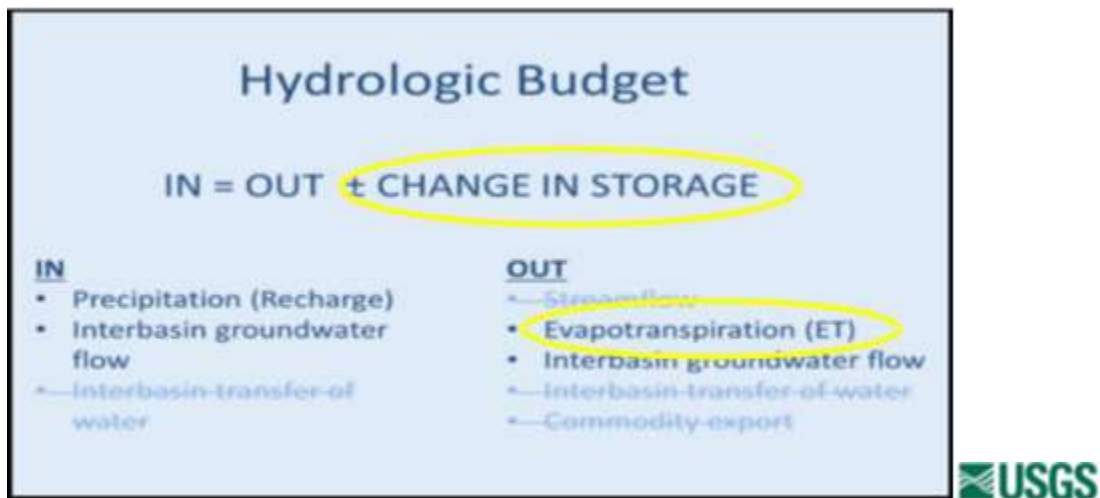 Hydrologic Budget
IN = OUT ± CHANGE IN STORAGE
IN
• Precipitation (Recharge)
• Interbasin groundwater
flow
• Interbasin transfer of
water
OUT
• Streamflow
• Evapotranspiration (ET)
• Interbasin groundwater flow
• Interbasin transfer of water
• Commodity export
USGS